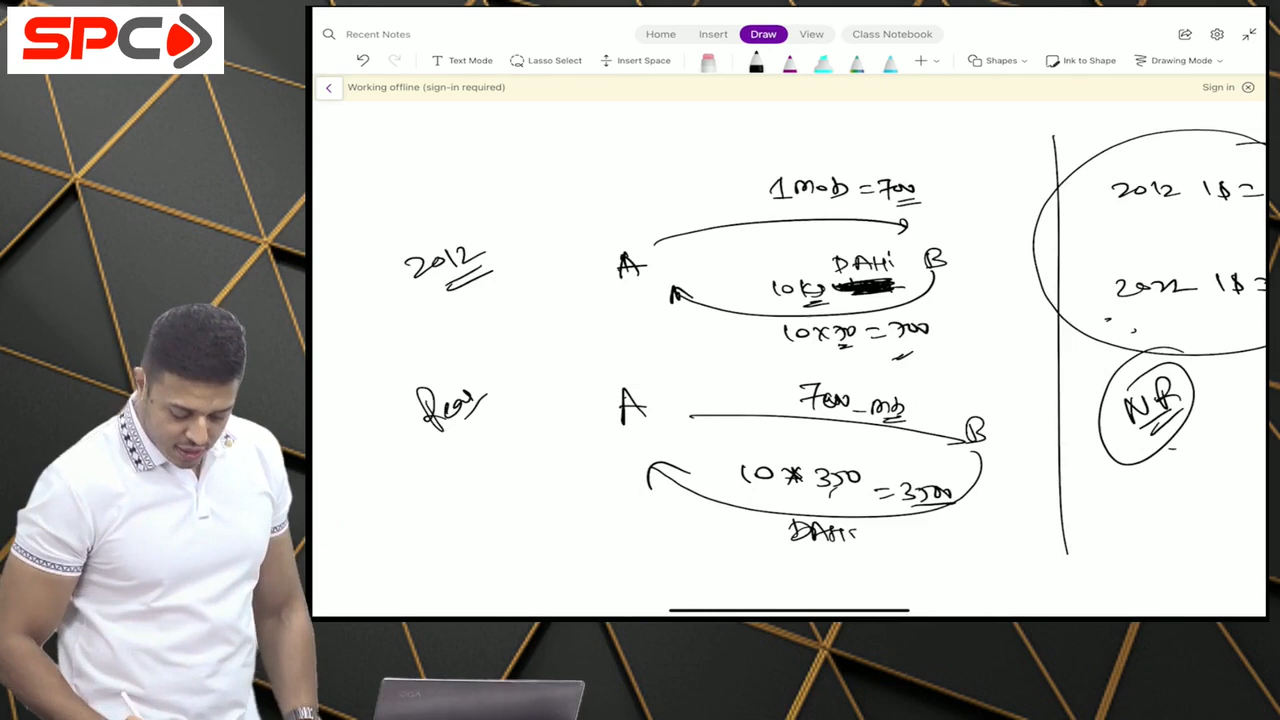 SPC
Recent Notes
Home Insert Draw View Class Notebook
Text Mode Lasso Select Insert Space Shapes Ink to Shape Drawing Mode
Working offline (sign-in required) Sign in
1 mob = 700
2012 1$ =
2012 A DAHi B
10 kg
10 x 30 = 300
2022 1$ =
A 700 - mob B
NR
10 * 350 = 3500
DAHi